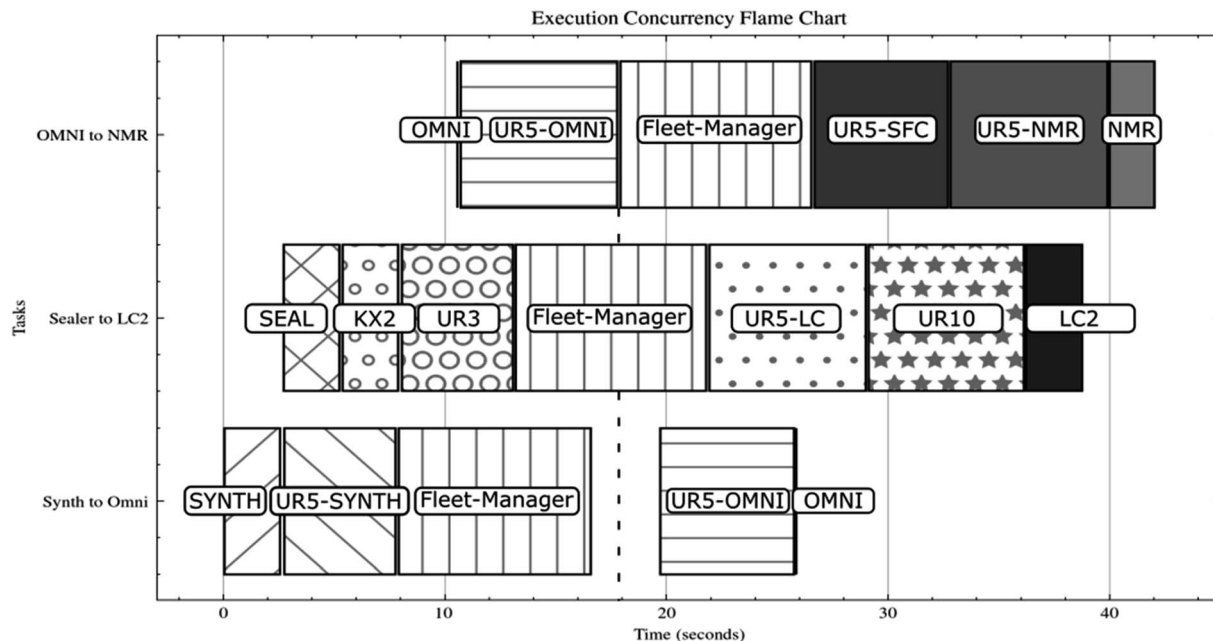 Execution Concurrency Flame Chart
OMNI to NMR
OMNI
UR5-OMNI
Fleet-Manager
UR5-SFC
UR5-NMR
NMR
Tasks
Sealer to LC2
SEAL
KX2
UR3
Fleet-Manager
UR5-LC
UR10
LC2
Synth to Omni
SYNTH
UR5-SYNTH
Fleet-Manager
UR5-OMNI
OMNI
0
10
20
30
40
Time (seconds)